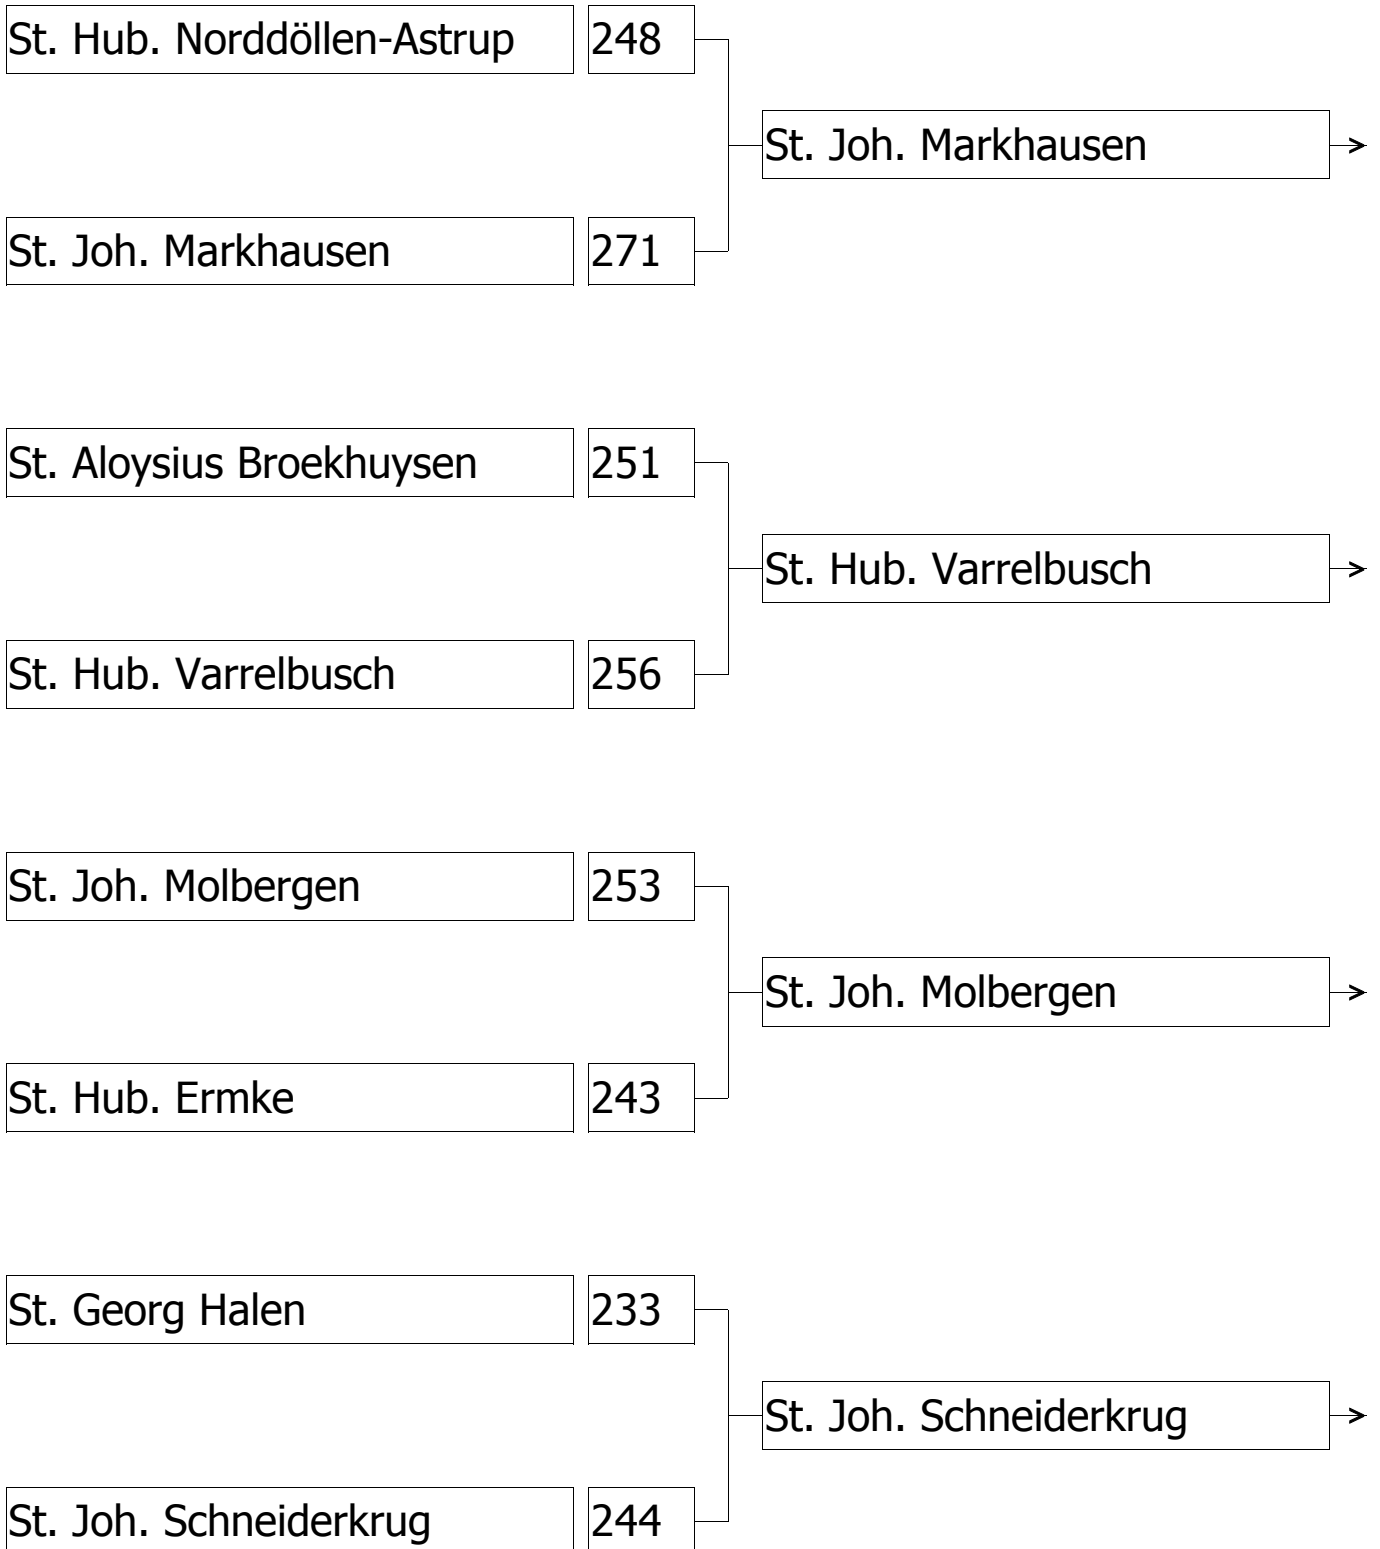 St. Hub. Norddöllen-Astrup 248
St. Joh. Markhausen >
St. Joh. Markhausen 271
St. Aloysius Broekhuysen 251
St. Hub. Varrelbusch >
St. Hub. Varrelbusch 256
St. Joh. Molbergen 253
St. Joh. Molbergen >
St. Hub. Ermke 243
St. Georg Halen 233
St. Joh. Schneiderkrug >
St. Joh. Schneiderkrug 244